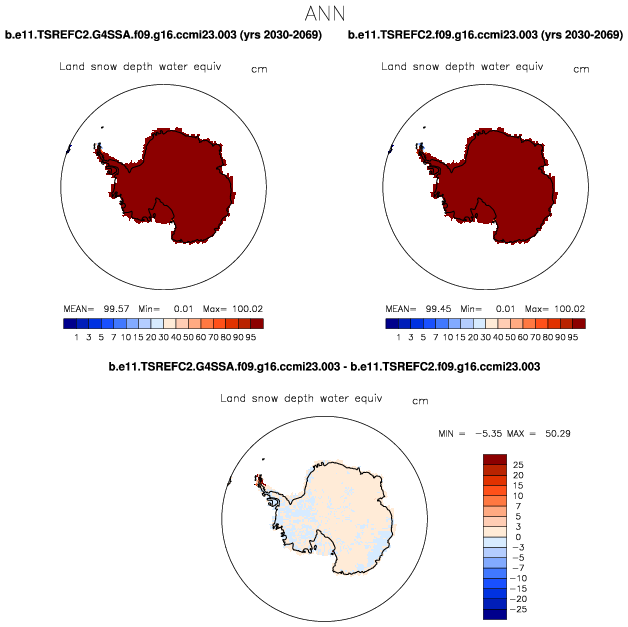 ANN
b.e11.TSREFC2.G4SSA.f09.g16.ccmi23.003 (yrs 2030-2069)
b.e11.TSREFC2.f09.g16.ccmi23.003 (yrs 2030-2069)
Land snow depth water equiv cm
Land snow depth water equiv cm
MEAN= 99.57 Min= 0.01 Max= 100.02
MEAN= 99.45 Min= 0.01 Max= 100.02
1 3 5 7 10 15 20 30 40 50 60 70 80 90 95
1 3 5 7 10 15 20 30 40 50 60 70 80 90 95
b.e11.TSREFC2.G4SSA.f09.g16.ccmi23.003 - b.e11.TSREFC2.f09.g16.ccmi23.003
Land snow depth water equiv cm
MIN = -5.35 MAX = 50.29
25
20
15
10
7
5
3
0
-3
-5
-7
-10
-15
-20
-25